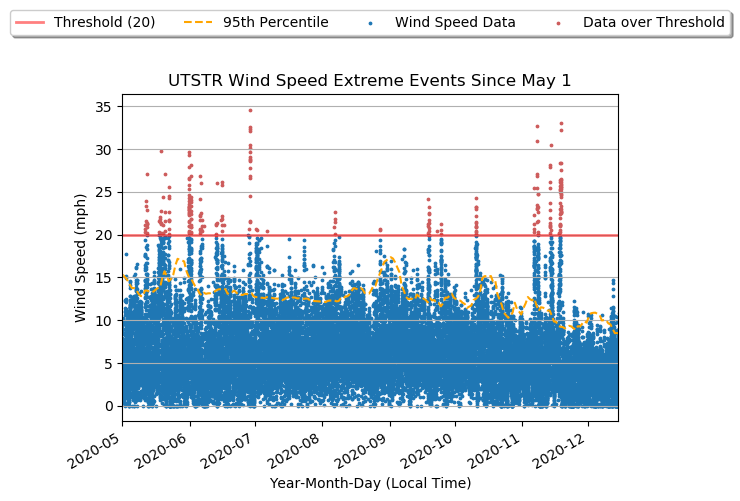 Threshold (20) 95th Percentile Wind Speed Data Data over Threshold
UTSTR Wind Speed Extreme Events Since May 1
35
30
25
20
15
10
5
0
Wind Speed (mph)
2020-05 2020-06 2020-07 2020-08 2020-09 2020-10 2020-11 2020-12
Year-Month-Day (Local Time)